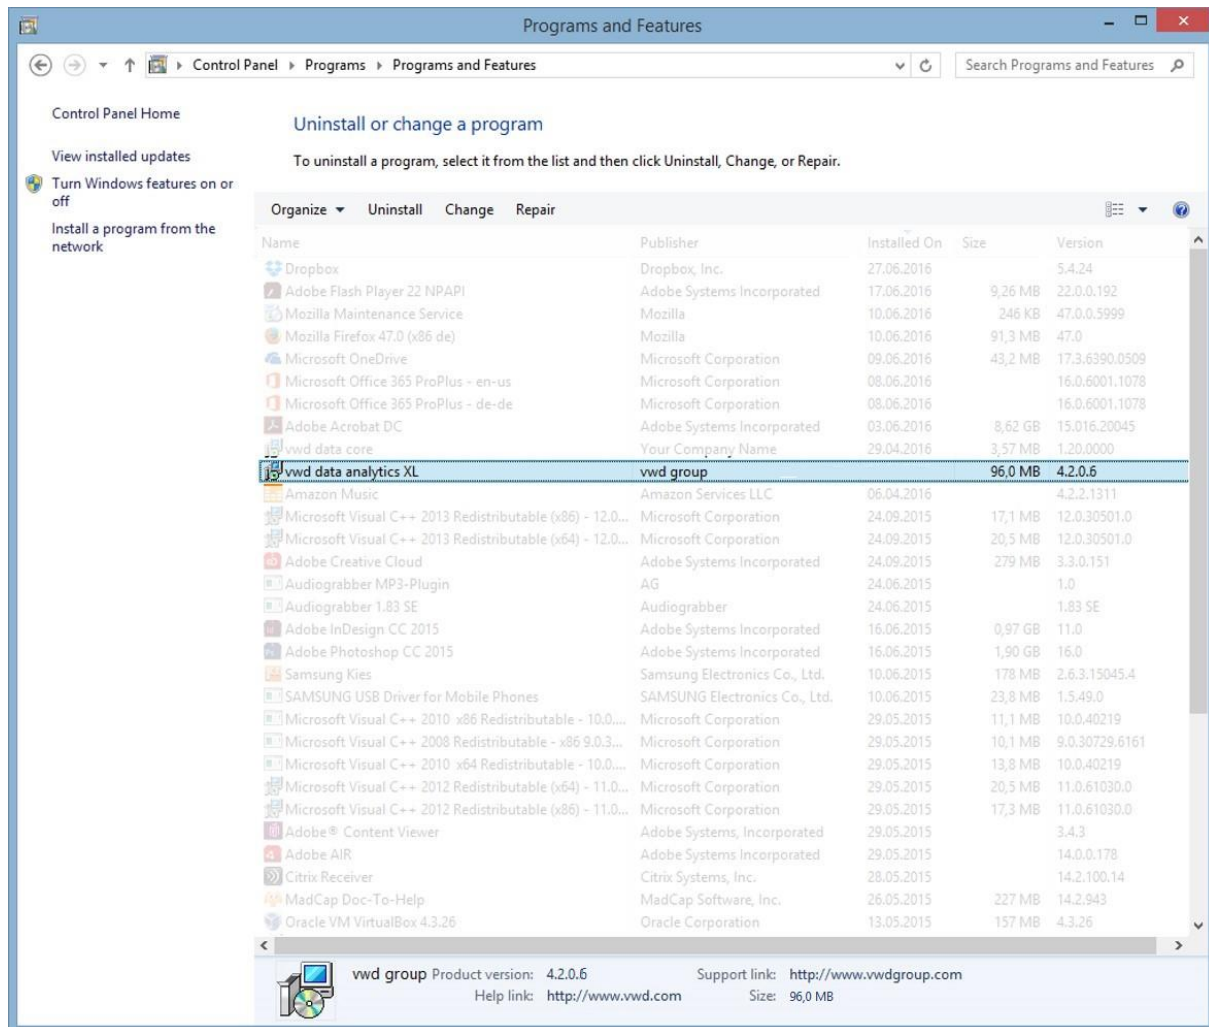 Programs and Features
Control Panel Programs Programs and Features
Search Programs and Features
Control Panel Home
View installed updates
Turn Windows features on or
off
Install a program from the
network
Uninstall or change a program
To uninstall a program, select it from the list and then click Uninstall, Change, or Repair.
Organize Uninstall Change Repair
Name Publisher Installed On Size Version
Dropbox Dropbox, Inc. 27.06.2016 5.4.24
Adobe Flash Player 22 NPAPI Adobe Systems Incorporated 17.06.2016 9,26 MB 22.0.0.192
Mozilla Maintenance Service Mozilla 10.06.2016 246 KB 47.0.0.5999
Mozilla Firefox 47.0 (x86 de) Mozilla 10.06.2016 91,3 MB 47.0
Microsoft OneDrive Microsoft Corporation 09.06.2016 43,2 MB 17.3.6390.0509
Microsoft Office 365 ProPlus - en-us Microsoft Corporation 08.06.2016 16.0.6001.1078
Microsoft Office 365 ProPlus - de-de Microsoft Corporation 08.06.2016 16.0.6001.1078
Adobe Acrobat DC Adobe Systems Incorporated 03.06.2016 8,62 GB 15.016.20045
vwd data core Your Company Name 29.04.2016 3,57 MB 1.20.0000
vwd data analytics XL vwd group 96,0 MB 4.2.0.6
Amazon Music Amazon Services LLC 06.04.2016 4.2.2.1311
Microsoft Visual C++ 2013 Redistributable (x86) - 12.0... Microsoft Corporation 24.09.2015 17,1 MB 12.0.30501.0
Microsoft Visual C++ 2013 Redistributable (x64) - 12.0... Microsoft Corporation 24.09.2015 20,5 MB 12.0.30501.0
Adobe Creative Cloud Adobe Systems Incorporated 24.09.2015 279 MB 3.3.0.151
Audiograbber MP3-Plugin AG 24.06.2015 1.0
Audiograbber 1.83 SE Audiograbber 24.06.2015 1.83 SE
Adobe InDesign CC 2015 Adobe Systems Incorporated 16.06.2015 0,97 GB 11.0
Adobe Photoshop CC 2015 Adobe Systems Incorporated 16.06.2015 1,90 GB 16.0
Samsung Kies Samsung Electronics Co., Ltd. 10.06.2015 178 MB 2.6.3.15045.4
SAMSUNG USB Driver for Mobile Phones SAMSUNG Electronics Co., Ltd. 10.06.2015 23,8 MB 1.5.49.0
Microsoft Visual C++ 2010 x86 Redistributable - 10.0.... Microsoft Corporation 29.05.2015 11,1 MB 10.0.40219
Microsoft Visual C++ 2008 Redistributable - x86 9.0.3... Microsoft Corporation 29.05.2015 10,1 MB 9.0.30729.6161
Microsoft Visual C++ 2010 x64 Redistributable - 10.0.... Microsoft Corporation 29.05.2015 13,8 MB 10.0.40219
Microsoft Visual C++ 2012 Redistributable (x64) - 11.0... Microsoft Corporation 29.05.2015 20,5 MB 11.0.61030.0
Microsoft Visual C++ 2012 Redistributable (x86) - 11.0... Microsoft Corporation 29.05.2015 17,3 MB 11.0.61030.0
Adobe® Content Viewer Adobe Systems, Incorporated 29.05.2015 3.4.3
Adobe AIR Adobe Systems Incorporated 29.05.2015 14.0.0.178
Citrix Receiver Citrix Systems, Inc. 28.05.2015 14.2.100.14
MadCap Doc-To-Help MadCap Software, Inc. 26.05.2015 227 MB 14.2.943
Oracle VM VirtualBox 4.3.26 Oracle Corporation 13.05.2015 157 MB 4.3.26
vwd group Product version: 4.2.0.6 Support link: http://www.vwdgroup.com
Help link: http://www.vwd.com Size: 96,0 MB